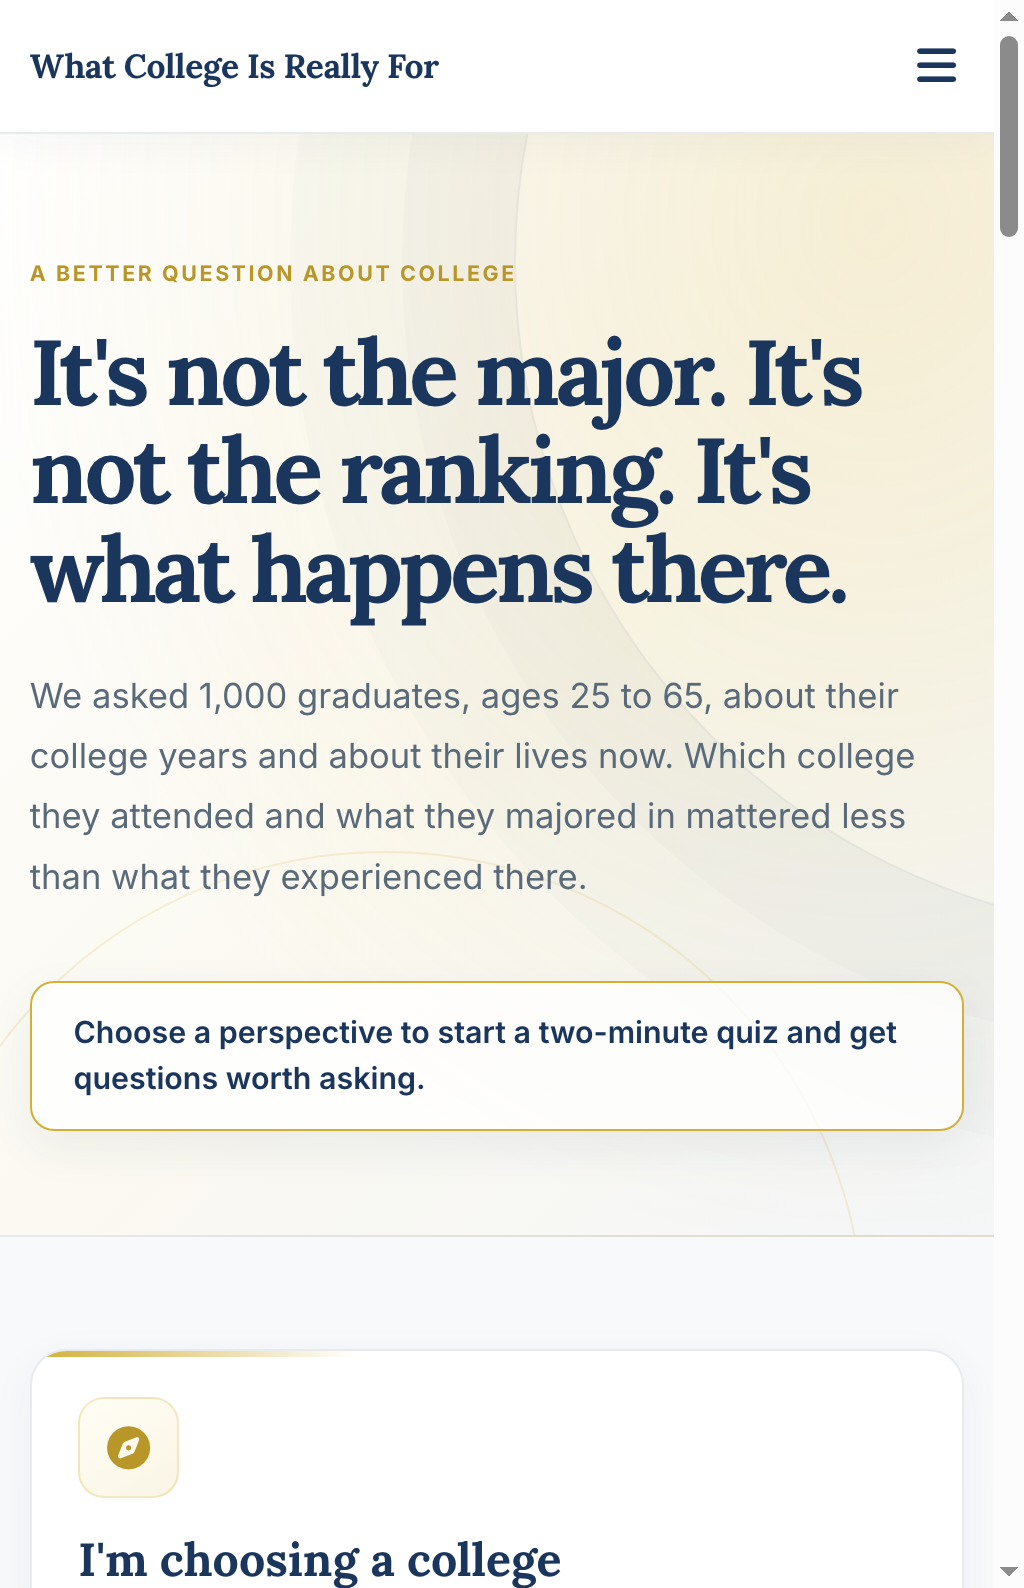 What College Is Really For
A BETTER QUESTION ABOUT COLLEGE
It's not the major. It's
not the ranking. It's
what happens there.
We asked 1,000 graduates, ages 25 to 65, about their
college years and about their lives now. Which college
they attended and what they majored in mattered less
than what they experienced there.
Choose a perspective to start a two-minute quiz and get
questions worth asking.
I'm choosing a college